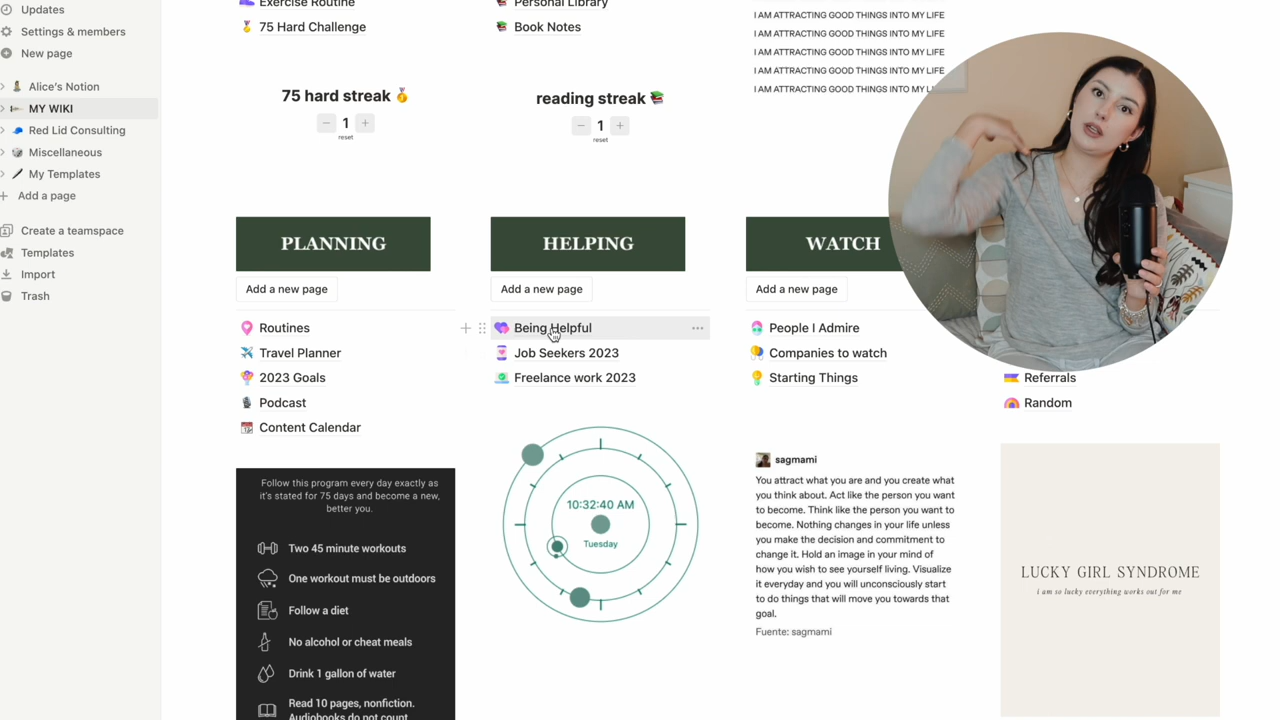 Updates
Settings & members
New page
Alice's Notion
MY WIKI
Red Lid Consulting
Miscellaneous
My Templates
Add a page
Create a teamspace
Templates
Import
Trash
Exercise Routine
75 Hard Challenge
75 hard streak
1
reset
Personal Library
Book Notes
reading streak
1
reset
I AM ATTRACTING GOOD THINGS INTO MY LIFE
I AM ATTRACTING GOOD THINGS INTO MY LIFE
I AM ATTRACTING GOOD THINGS INTO MY LIFE
I AM ATTRACTING GOOD THINGS INTO MY LIFE
I AM ATTRACTING GOOD THINGS INTO MY LIFE
PLANNING
Add a new page
Routines
Travel Planner
2023 Goals
Podcast
Content Calendar
HELPING
Add a new page
Being Helpful
Job Seekers 2023
Freelance work 2023
WATCH
Add a new page
People I Admire
Companies to watch
Starting Things
Referrals
Random
Follow this program every day exactly as
it's stated for 75 days and become a new,
better you.
Two 45 minute workouts
One workout must be outdoors
Follow a diet
No alcohol or cheat meals
Drink 1 gallon of water
Read 10 pages, nonfiction.
Audiobooks do not count
10:32:40 AM
Tuesday
sagmami
You attract what you are and you create what
you think about. Act like the person you want
to become. Think like the person you want to
become. Nothing changes in your life unless
you make the decision and commitment to
change it. Hold an image in your mind of
how you wish to see yourself living. Visualize
it everyday and you will unconsciously start
to do things that will move you towards that
goal.
Fuente: sagmami
LUCKY GIRL SYNDROME
i am so lucky everything works out for me